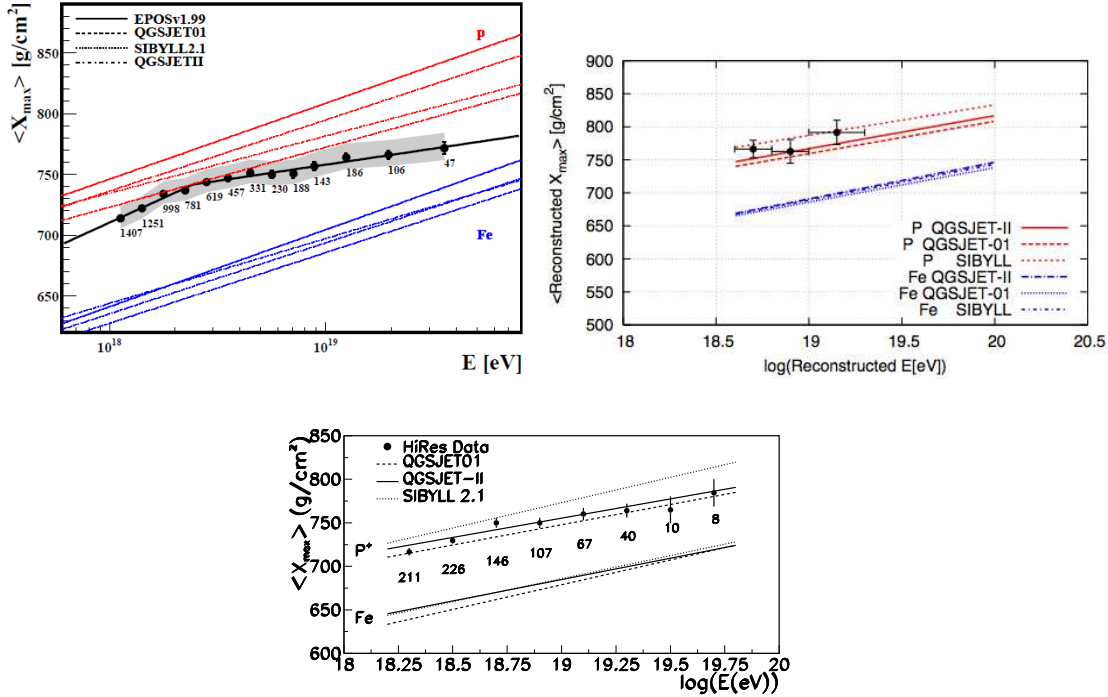 EPOSv1.99
QGSJET01
SIBYLL2.1
QGSJETII
p
Fe
<X_max> [g/cm²]
850
800
750
700
650
1407
1251
998
781
619
457
331
230
188
143
186
106
47
10¹⁸
10¹⁹
E [eV]
<Reconstructed X_max> [g/cm²]
900
850
800
750
700
650
600
550
500
P QGSJET-II
P QGSJET-01
P SIBYLL
Fe QGSJET-II
Fe QGSJET-01
Fe SIBYLL
18 18.5 19 19.5 20 20.5
log(Reconstructed E[eV])
<X_max> (g/cm²)
850
800
750
700
650
600
HiRes Data
QGSJET01
QGSJET-II
SIBYLL 2.1
P⁺
Fe
211
226
146
107
67
40
10
8
18 18.25 18.5 18.75 19 19.25 19.5 19.75 20
log(E(eV))